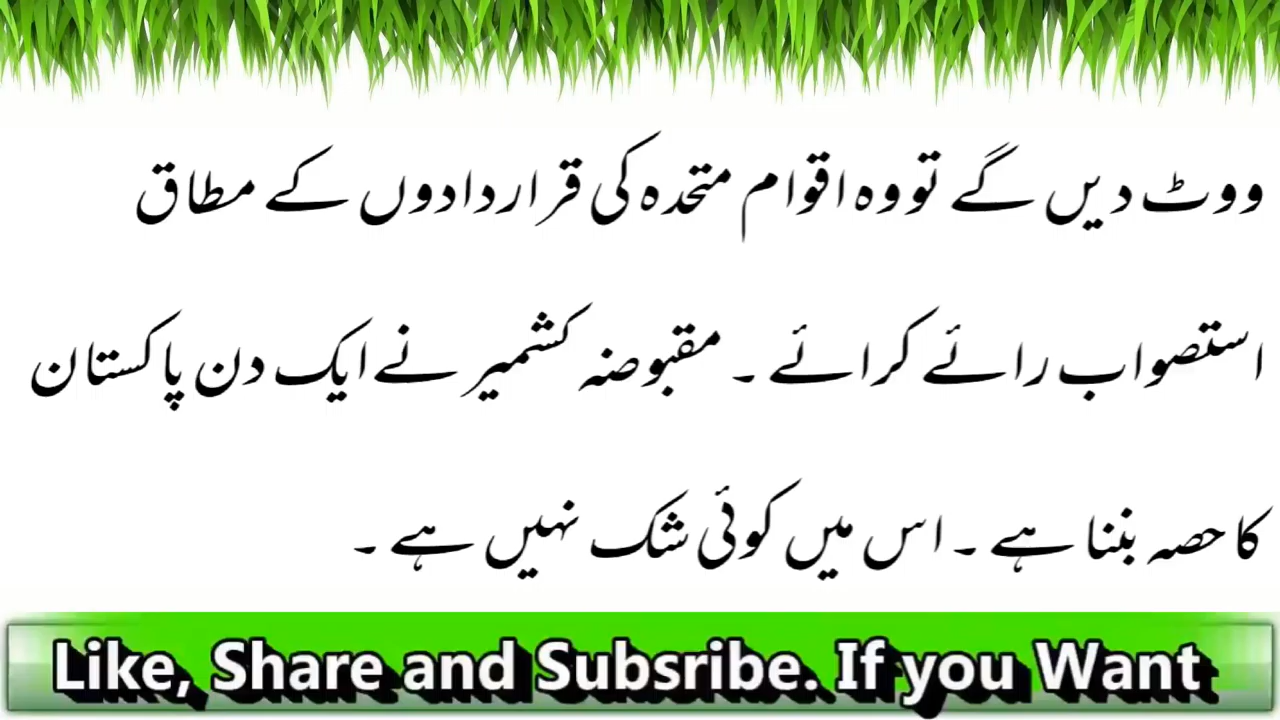 ووٹ دیں گے تو وہ اقوام متحدہ کی قراردادوں کے مطاق
استصواب رائے کرائے ۔ مقبوضہ کشمیر نے ایک دن پاکستان
کا حصہ بننا ہے ۔ اس میں کوئی شک نہیں ہے ۔
Like, Share and Subsribe. If you Want